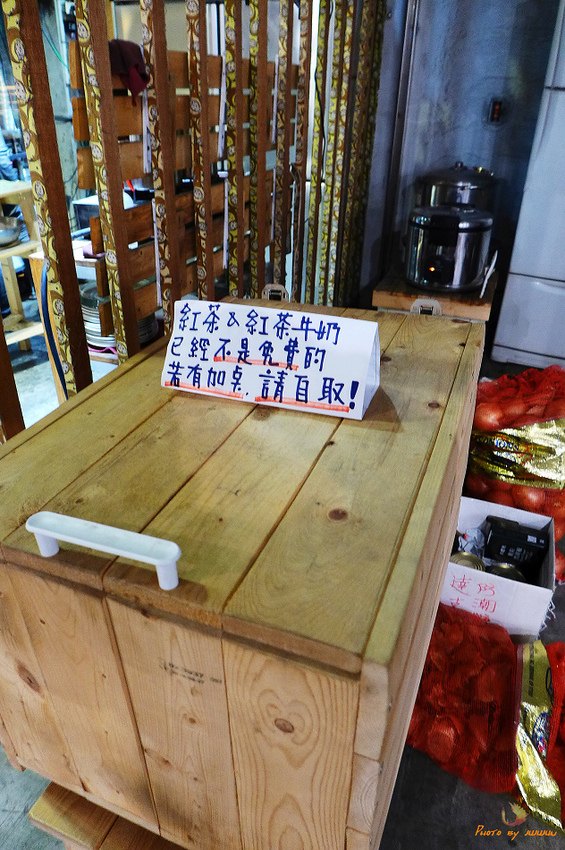 紅茶&紅茶牛奶
已經不是免費的
若有加點,請自取!
Photo by